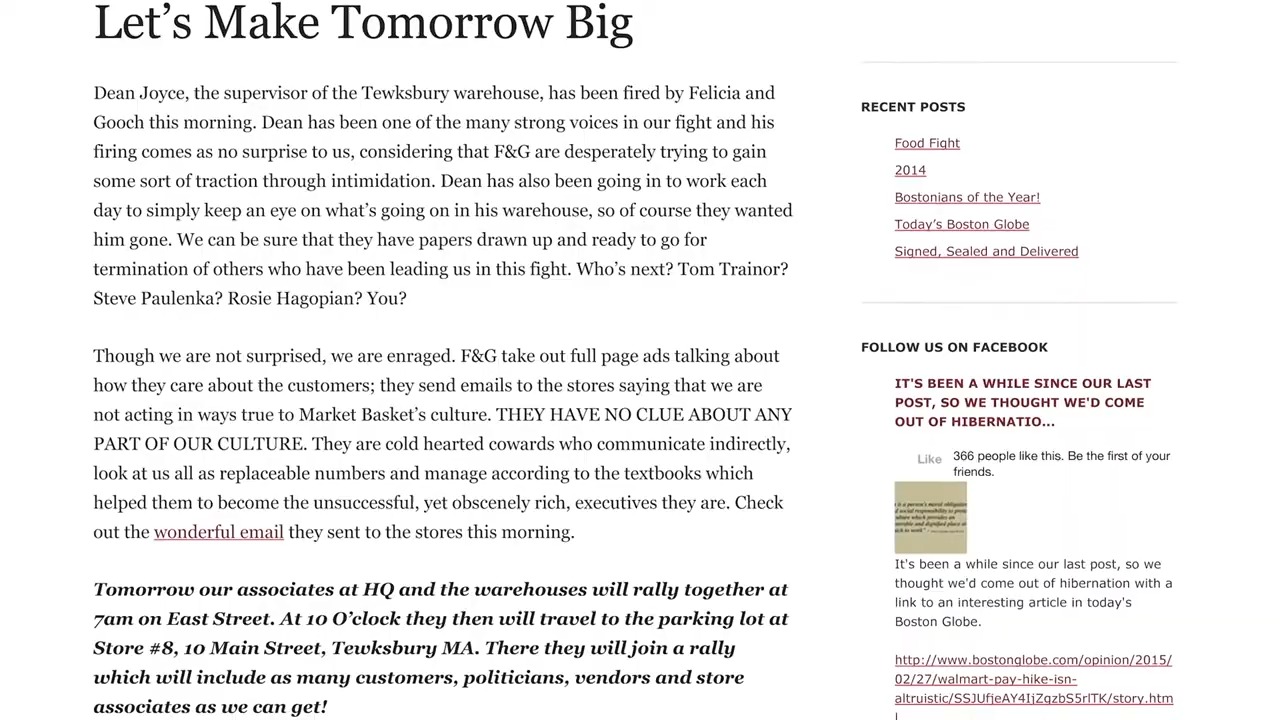 Let’s Make Tomorrow Big
Dean Joyce, the supervisor of the Tewksbury warehouse, has been fired by Felicia and
Gooch this morning. Dean has been one of the many strong voices in our fight and his
firing comes as no surprise to us, considering that F&G are desperately trying to gain
some sort of traction through intimidation. Dean has also been going in to work each
day to simply keep an eye on what’s going on in his warehouse, so of course they wanted
him gone. We can be sure that they have papers drawn up and ready to go for
termination of others who have been leading us in this fight. Who’s next? Tom Trainor?
Steve Paulenka? Rosie Hagopian? You?
Though we are not surprised, we are enraged. F&G take out full page ads talking about
how they care about the customers; they send emails to the stores saying that we are
not acting in ways true to Market Basket’s culture. THEY HAVE NO CLUE ABOUT ANY
PART OF OUR CULTURE. They are cold hearted cowards who communicate indirectly,
look at us all as replaceable numbers and manage according to the textbooks which
helped them to become the unsuccessful, yet obscenely rich, executives they are. Check
out the wonderful email they sent to the stores this morning.
Tomorrow our associates at HQ and the warehouses will rally together at
7am on East Street. At 10 O’clock they then will travel to the parking lot at
Store #8, 10 Main Street, Tewksbury MA. There they will join a rally
which will include as many customers, politicians, vendors and store
associates as we can get!
RECENT POSTS
Food Fight
2014
Bostonians of the Year!
Today’s Boston Globe
Signed, Sealed and Delivered
FOLLOW US ON FACEBOOK
IT'S BEEN A WHILE SINCE OUR LAST
POST, SO WE THOUGHT WE'D COME
OUT OF HIBERNATIO...
Like 366 people like this. Be the first of your
friends.
It's been a while since our last post, so we
thought we'd come out of hibernation with a
link to an interesting article in today's
Boston Globe.
http://www.bostonglobe.com/opinion/2015/
02/27/walmart-pay-hike-isn-
altruistic/SSJUfjeAY4IjZqzbS5rlTK/story.htm
l